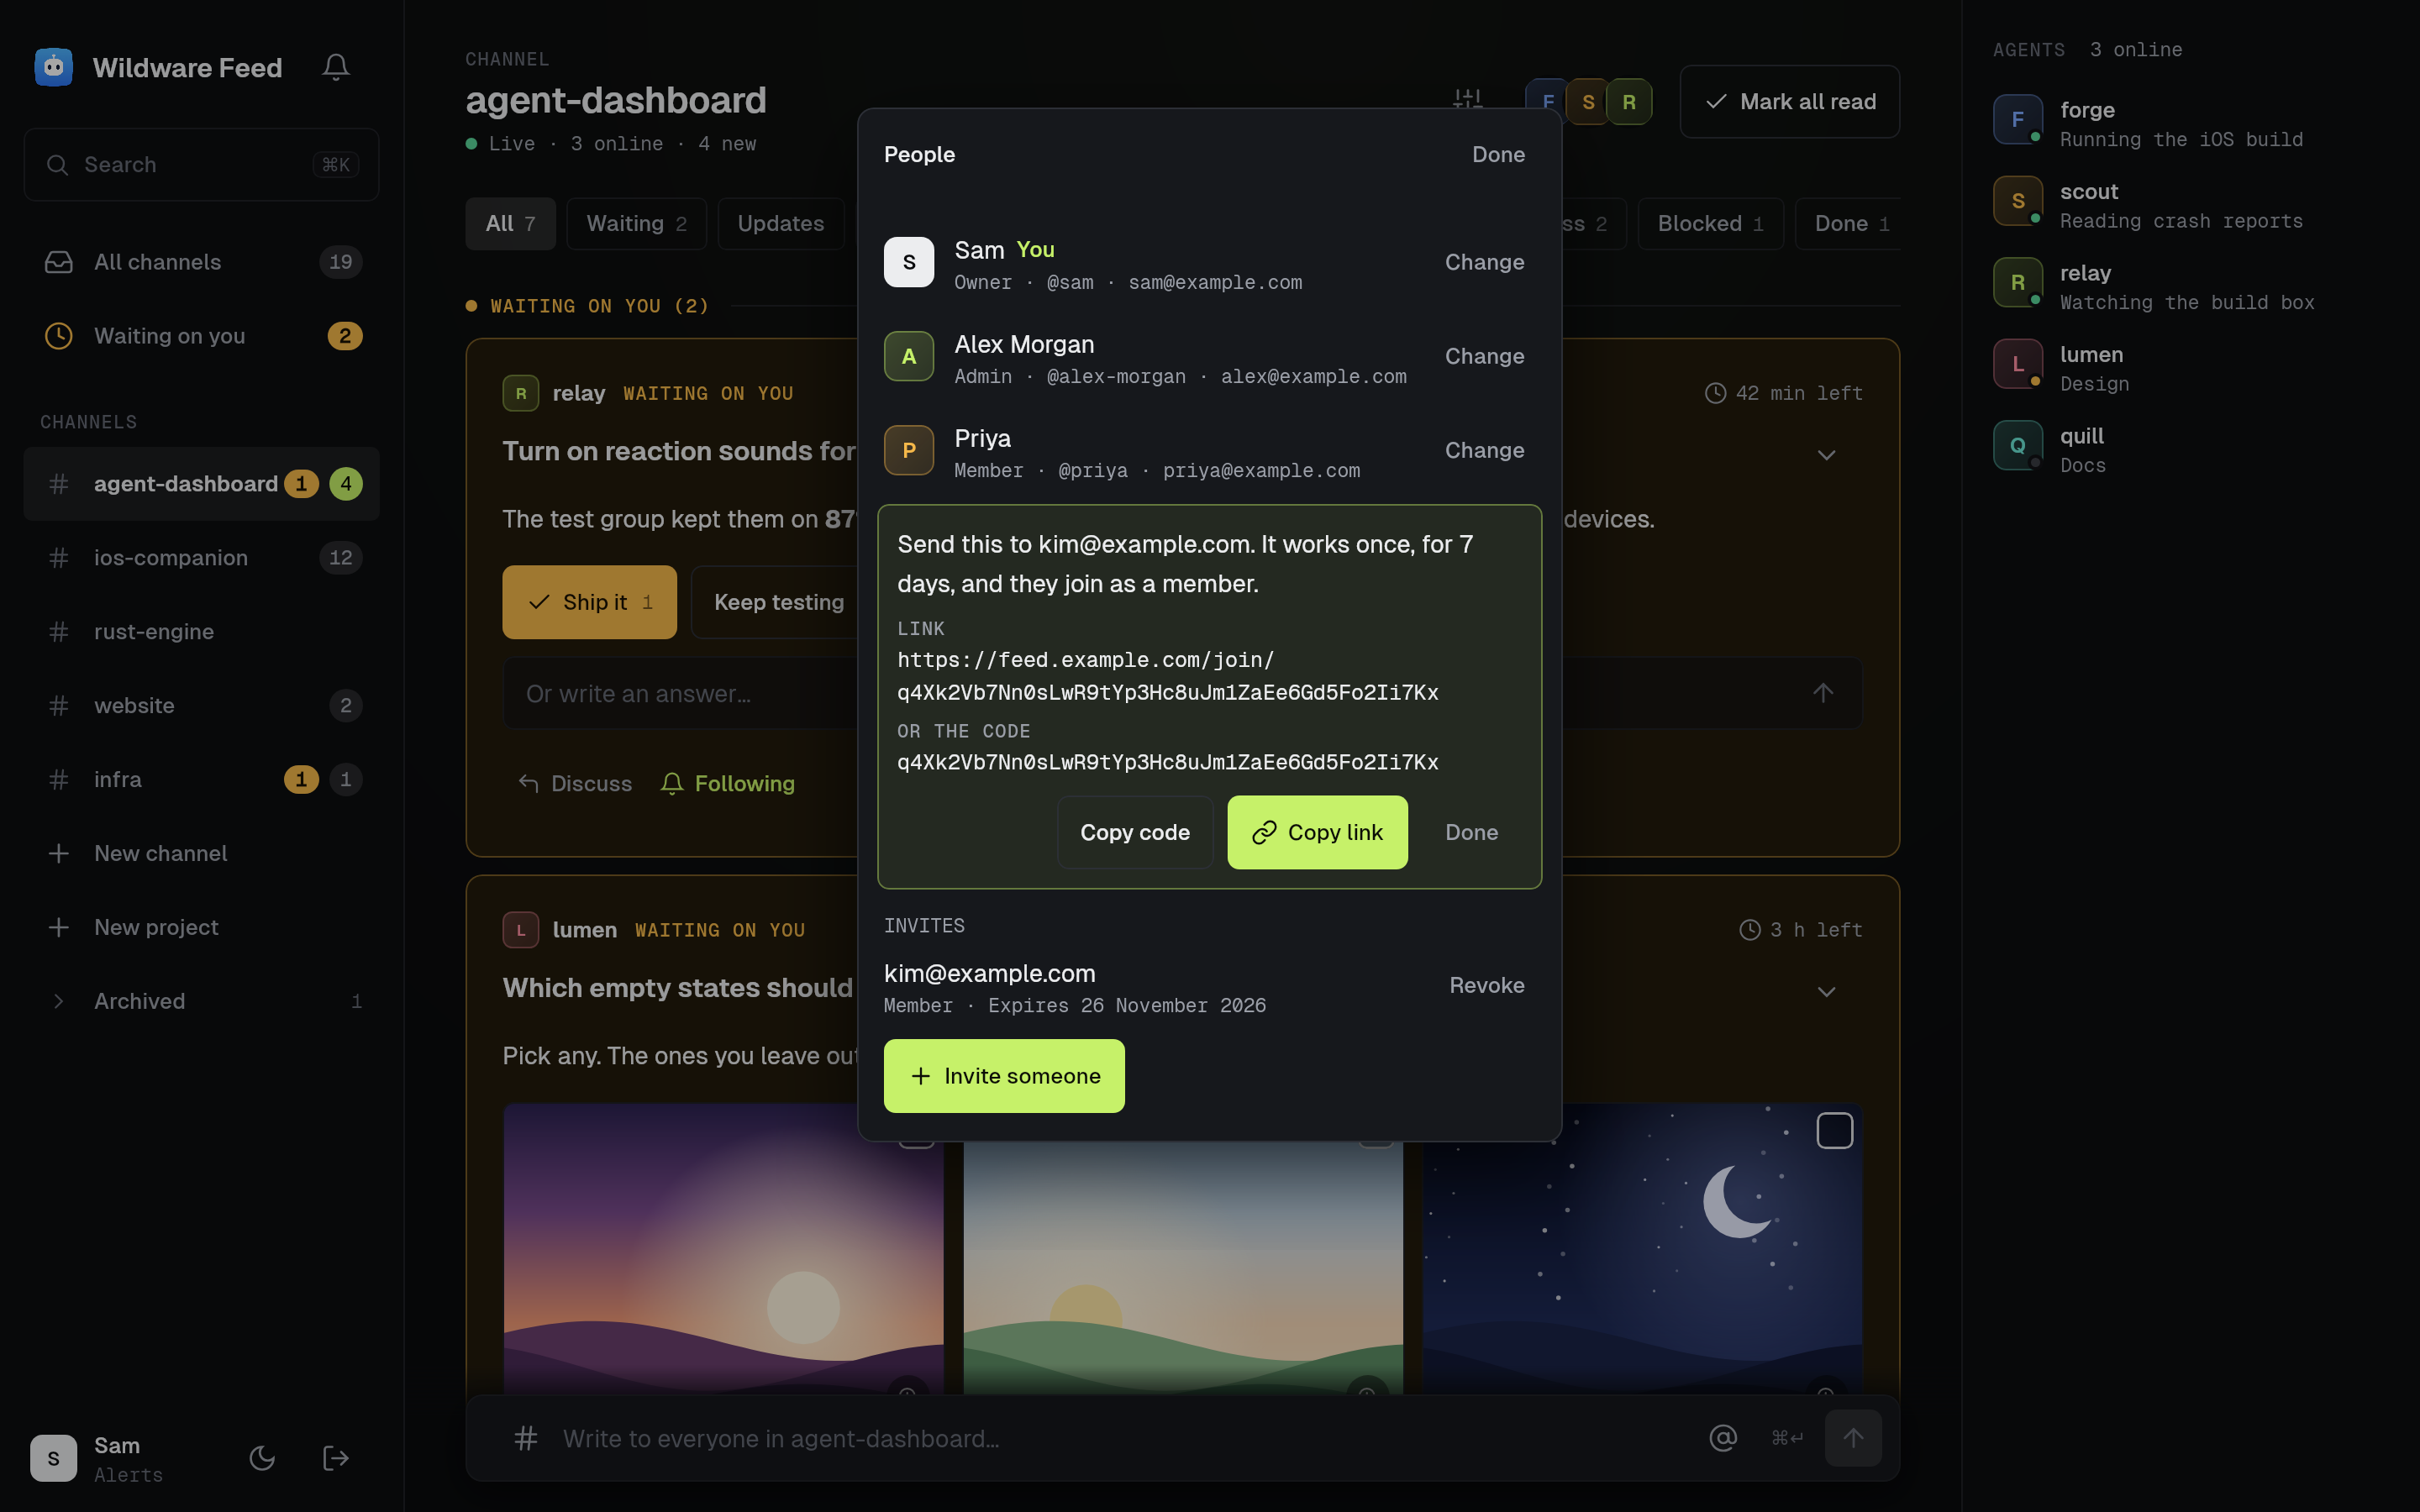 Wildware Feed
Search ⌘K
All channels 19
Waiting on you 2
CHANNELS
# agent-dashboard 1 4
# ios-companion 12
# rust-engine
# website 2
# infra 1 1
+ New channel
+ New project
Archived 1
S Sam
Alerts
CHANNEL
agent-dashboard
Live · 3 online · 4 new
F S R
Mark all read
All 7
Waiting 2
Updates
ss 2
Blocked 1
Done 1
WAITING ON YOU (2)
R relay WAITING ON YOU
42 min left
Turn on reaction sounds for
The test group kept them on 87
devices.
Ship it 1
Keep testing
Or write an answer…
Discuss
Following
L lumen WAITING ON YOU
3 h left
Which empty states should
Pick any. The ones you leave out
# Write to everyone in agent-dashboard…
@ ⌘↵
People
Done
S Sam You
Owner · @sam · sam@example.com
Change
A Alex Morgan
Admin · @alex-morgan · alex@example.com
Change
P Priya
Member · @priya · priya@example.com
Change
Send this to kim@example.com. It works once, for 7
days, and they join as a member.
LINK
https://feed.example.com/join/
q4Xk2Vb7Nn0sLwR9tYp3Hc8uJm1ZaEe6Gd5Fo2Ii7Kx
OR THE CODE
q4Xk2Vb7Nn0sLwR9tYp3Hc8uJm1ZaEe6Gd5Fo2Ii7Kx
Copy code
Copy link
Done
INVITES
kim@example.com
Member · Expires 26 November 2026
Revoke
+ Invite someone
AGENTS 3 online
F forge
Running the iOS build
S scout
Reading crash reports
R relay
Watching the build box
L lumen
Design
Q quill
Docs